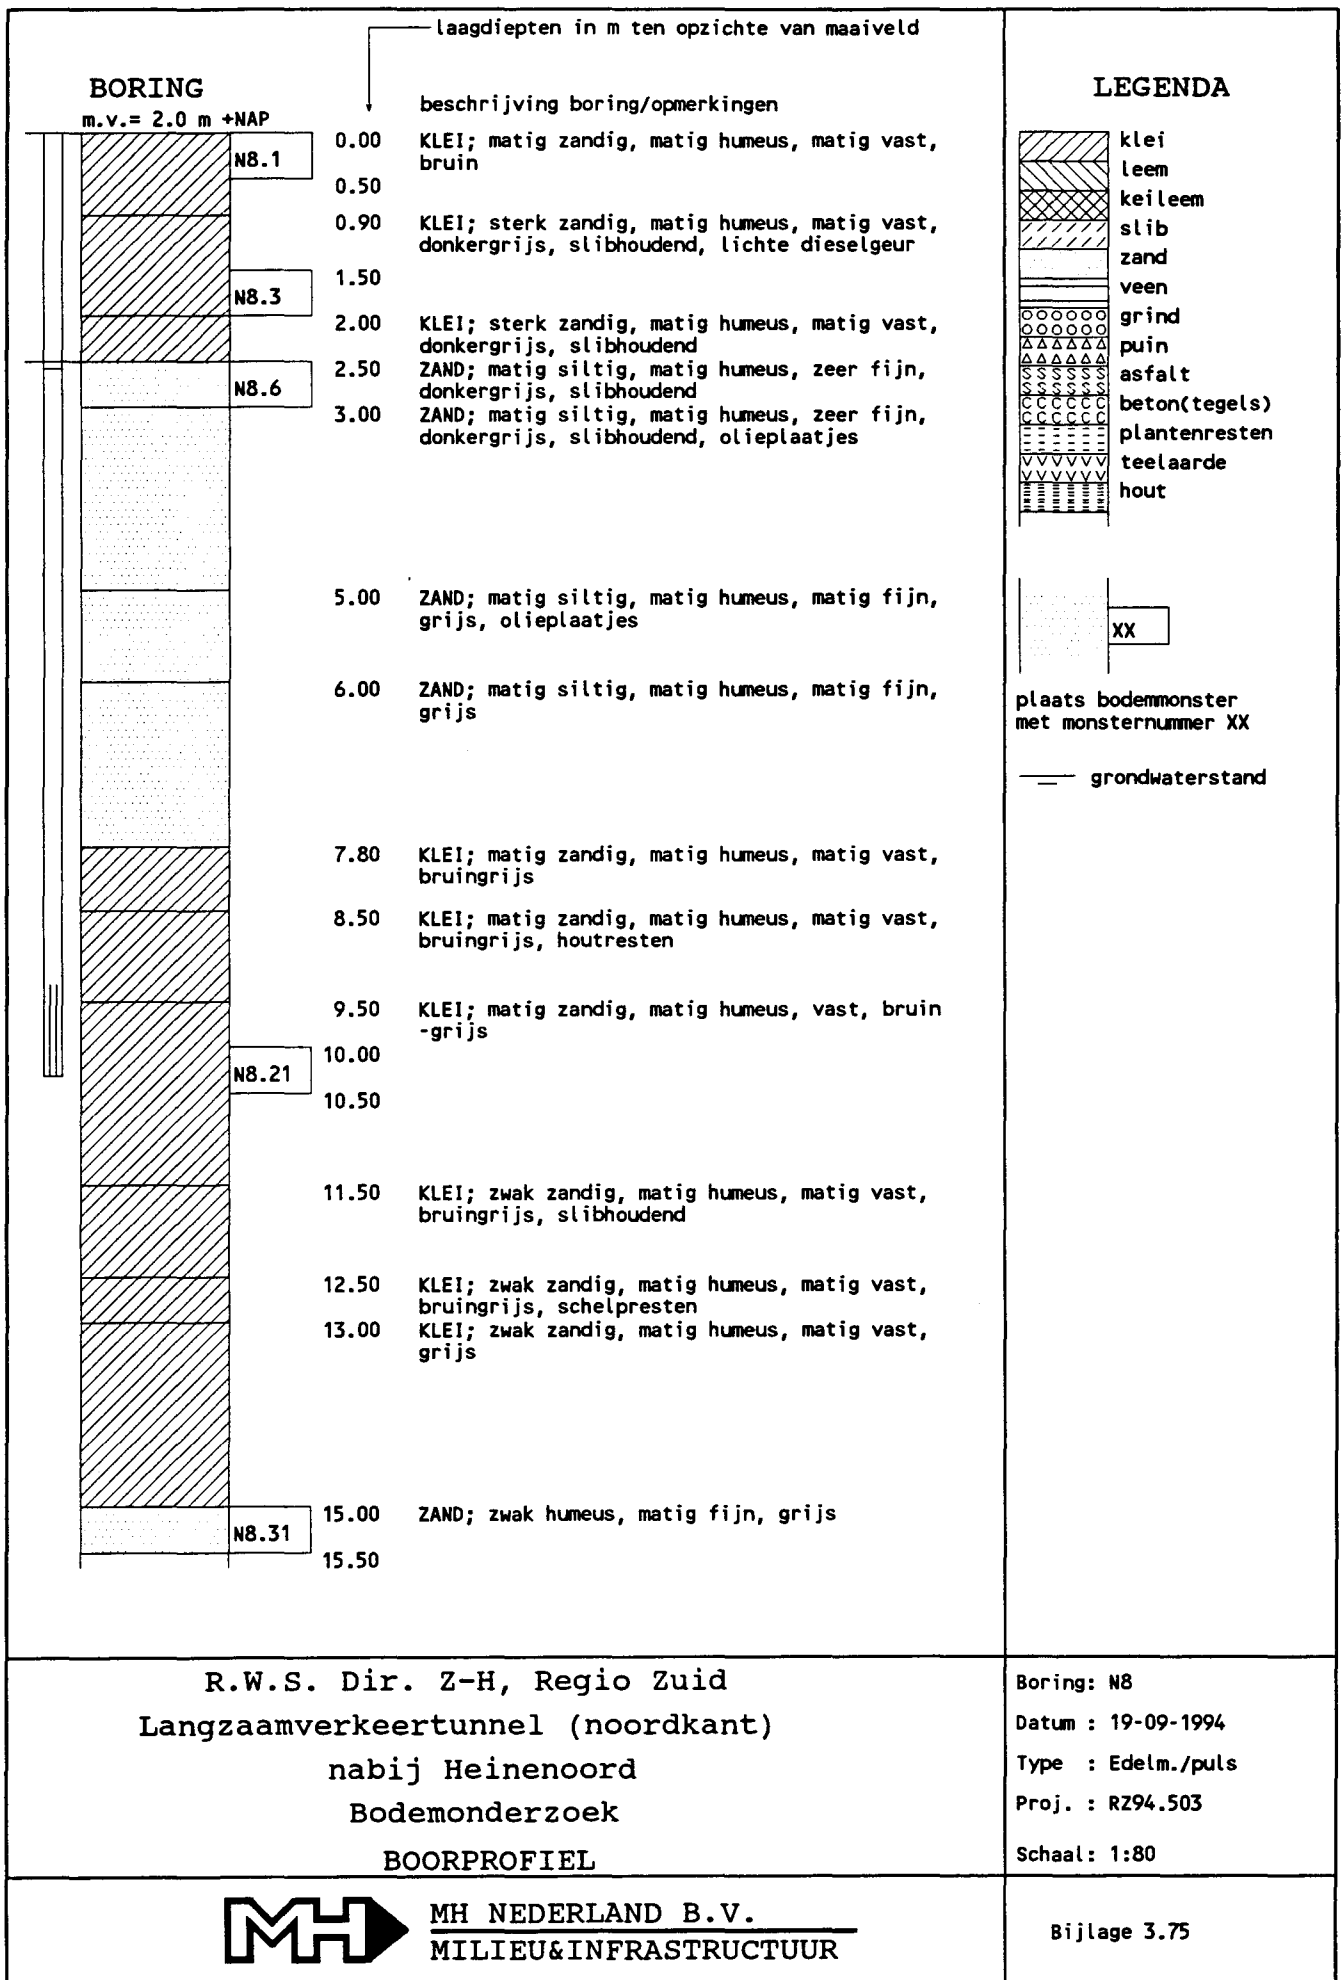 laagdiepten in m ten opzichte van maaiveld
BORING
m.v.= 2.0 m +NAP
beschrijving boring/opmerkingen
0.00 KLEI; matig zandig, matig humeus, matig vast,
bruin
N8.1
0.50
0.90 KLEI; sterk zandig, matig humeus, matig vast,
donkergrijs, slibhoudend, lichte dieselgeur
1.50
N8.3
2.00 KLEI; sterk zandig, matig humeus, matig vast,
donkergrijs, slibhoudend
2.50 ZAND; matig siltig, matig humeus, zeer fijn,
donkergrijs, slibhoudend
N8.6
3.00 ZAND; matig siltig, matig humeus, zeer fijn,
donkergrijs, slibhoudend, olieplaatjes
5.00 ZAND; matig siltig, matig humeus, matig fijn,
grijs, olieplaatjes
6.00 ZAND; matig siltig, matig humeus, matig fijn,
grijs
7.80 KLEI; matig zandig, matig humeus, matig vast,
bruingrijs
8.50 KLEI; matig zandig, matig humeus, matig vast,
bruingrijs, houtresten
9.50 KLEI; matig zandig, matig humeus, vast, bruin
-grijs
10.00
N8.21
10.50
11.50 KLEI; zwak zandig, matig humeus, matig vast,
bruingrijs, slibhoudend
12.50 KLEI; zwak zandig, matig humeus, matig vast,
bruingrijs, schelpresten
13.00 KLEI; zwak zandig, matig humeus, matig vast,
grijs
15.00 ZAND; zwak humeus, matig fijn, grijs
N8.31
15.50
LEGENDA
klei
leem
keileem
slib
zand
veen
grind
puin
asfalt
beton(tegels)
plantenresten
teelaarde
hout
XX
plaats bodemmonster
met monsternummer XX
grondwaterstand
R.W.S. Dir. Z-H, Regio Zuid
Langzaamverkeertunnel (noordkant)
nabij Heinenoord
Bodemonderzoek
BOORPROFIEL
Boring: N8
Datum : 19-09-1994
Type : Edelm./puls
Proj. : RZ94.503
Schaal: 1:80
MH
MH NEDERLAND B.V.
MILIEU&INFRASTRUCTUUR
Bijlage 3.75